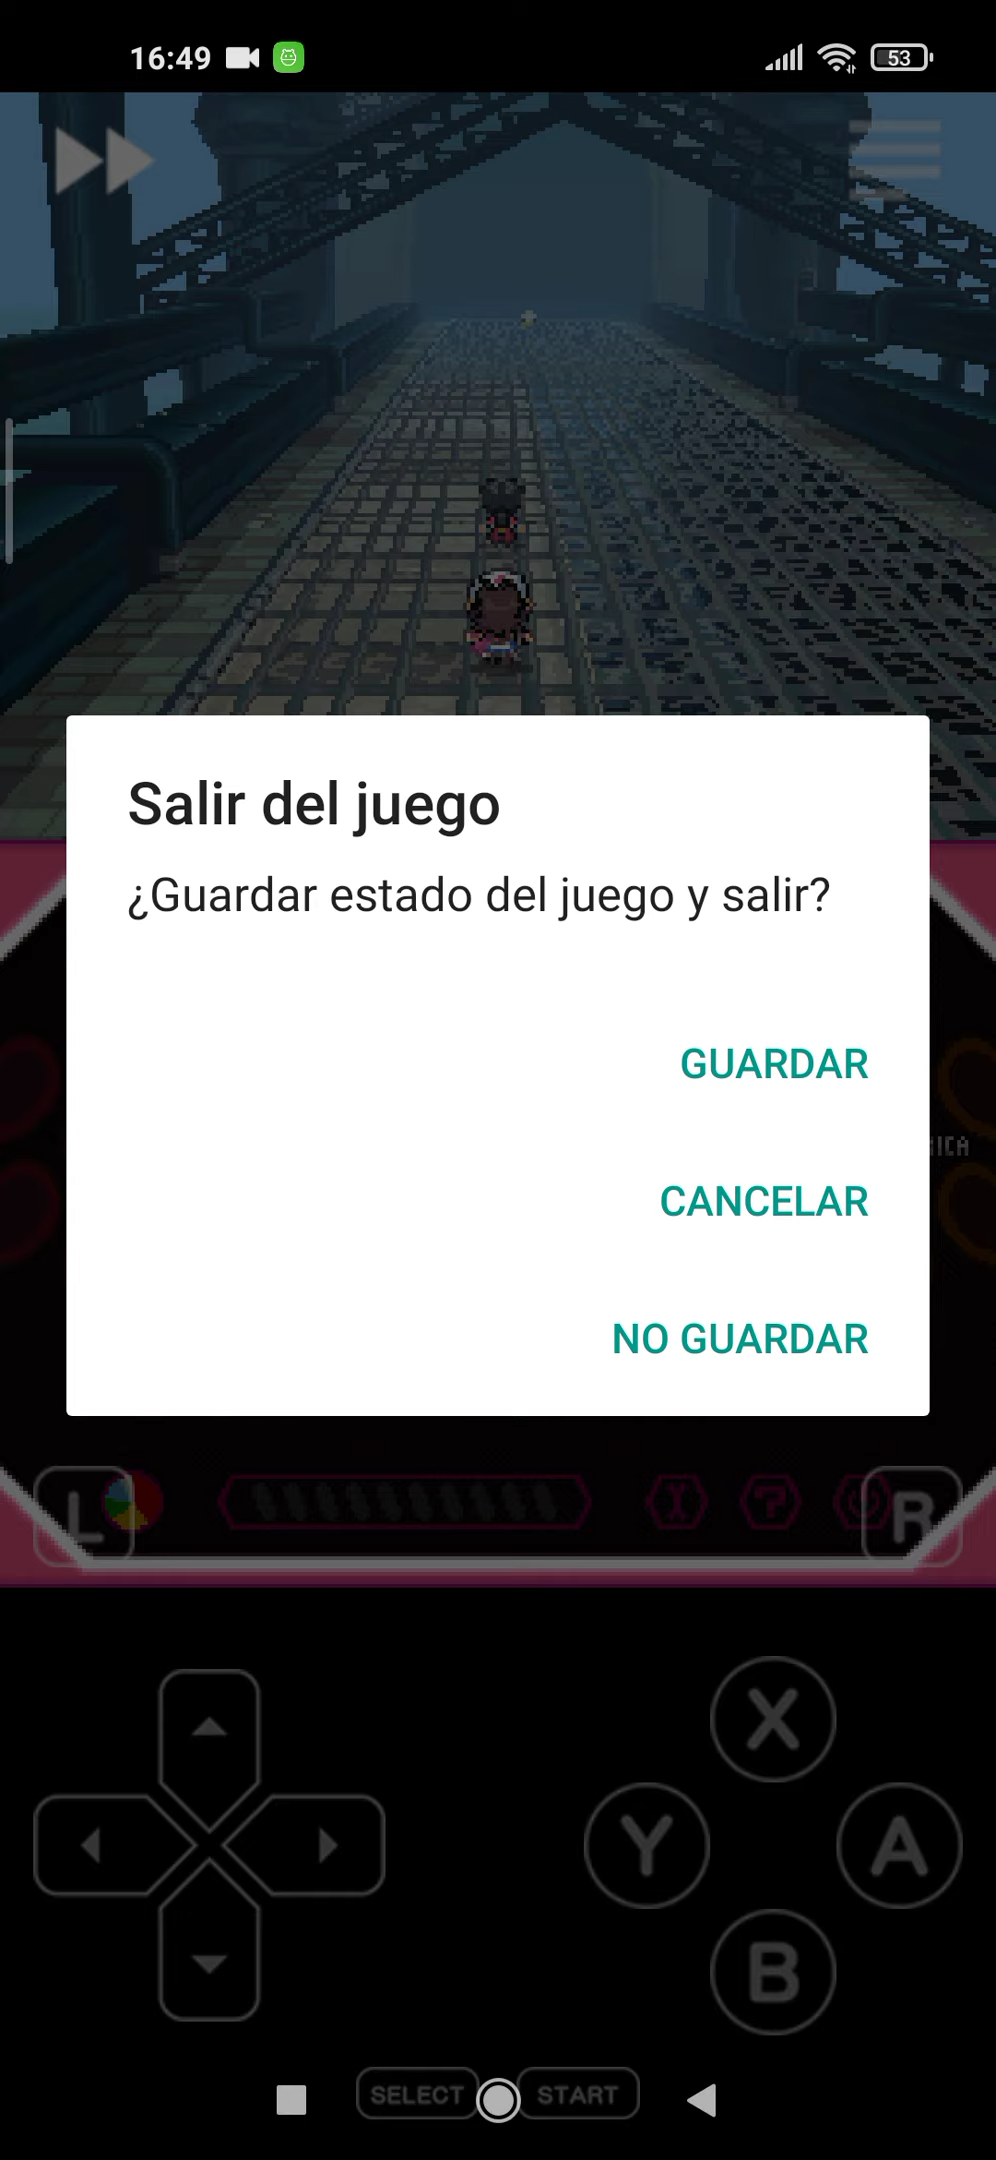 16:49
53
Salir del juego
¿Guardar estado del juego y salir?
GUARDAR
CANCELAR
NO GUARDAR
L
R
X
Y
A
B
SELECT
START